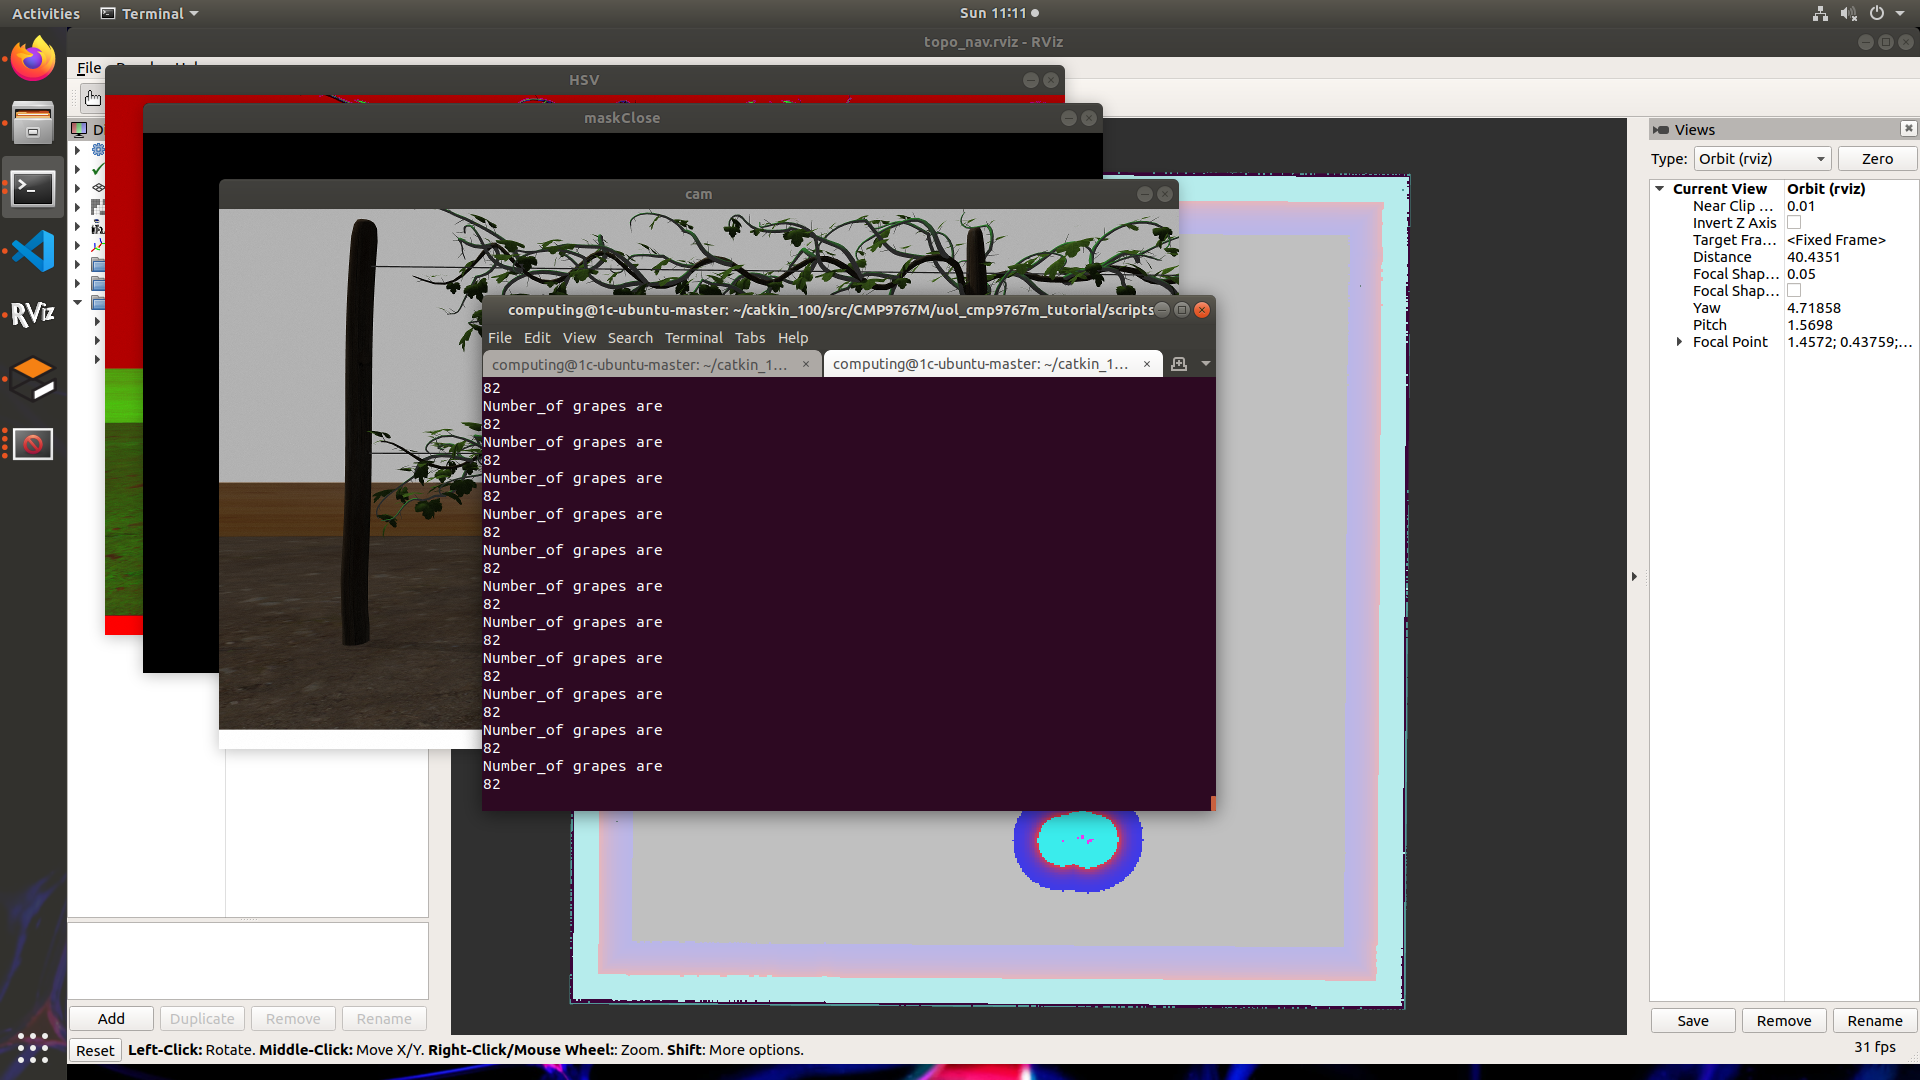 Activities Terminal Sun 11:11
topo_nav.rviz - RViz
File
HSV
maskClose
cam
computing@1c-ubuntu-master: ~/catkin_100/src/CMP9767M/uol_cmp9767m_tutorial/scripts
File Edit View Search Terminal Tabs Help
computing@1c-ubuntu-master: ~/catkin_1... computing@1c-ubuntu-master: ~/catkin_1...
82
Number_of grapes are
82
Number_of grapes are
82
Number_of grapes are
82
Number_of grapes are
82
Number_of grapes are
82
Number_of grapes are
82
Number_of grapes are
82
Number_of grapes are
82
Number_of grapes are
82
Number_of grapes are
82
Number_of grapes are
82
RViz
Views
Type: Orbit (rviz) Zero
Current View Orbit (rviz)
Near Clip ... 0.01
Invert Z Axis
Target Fra... <Fixed Frame>
Distance 40.4351
Focal Shap... 0.05
Focal Shap...
Yaw 4.71858
Pitch 1.5698
Focal Point 1.4572; 0.43759;...
Add Duplicate Remove Rename
Save Remove Rename
Reset Left-Click: Rotate. Middle-Click: Move X/Y. Right-Click/Mouse Wheel:: Zoom. Shift: More options.
31 fps